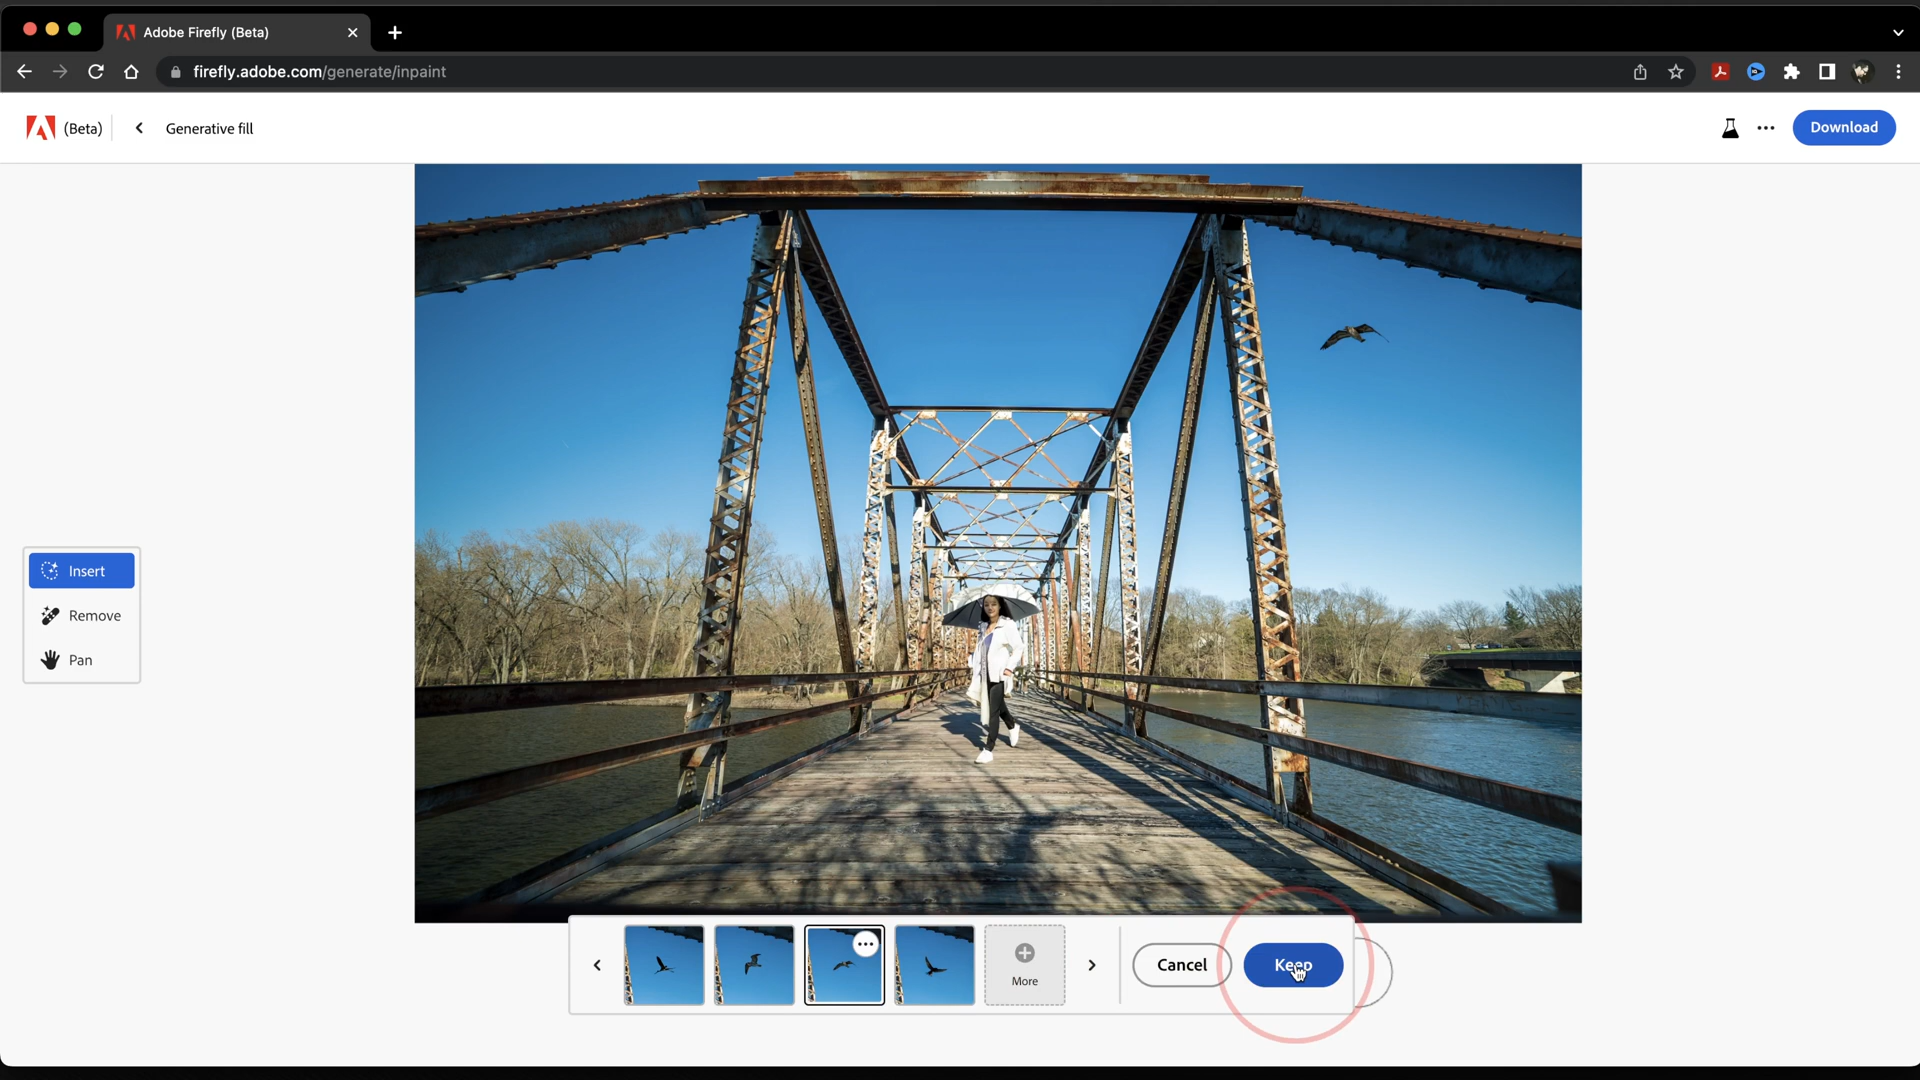 Adobe Firefly (Beta)
firefly.adobe.com/generate/inpaint
(Beta)
Generative fill
Download
Insert
Remove
Pan
More
Cancel
Keep